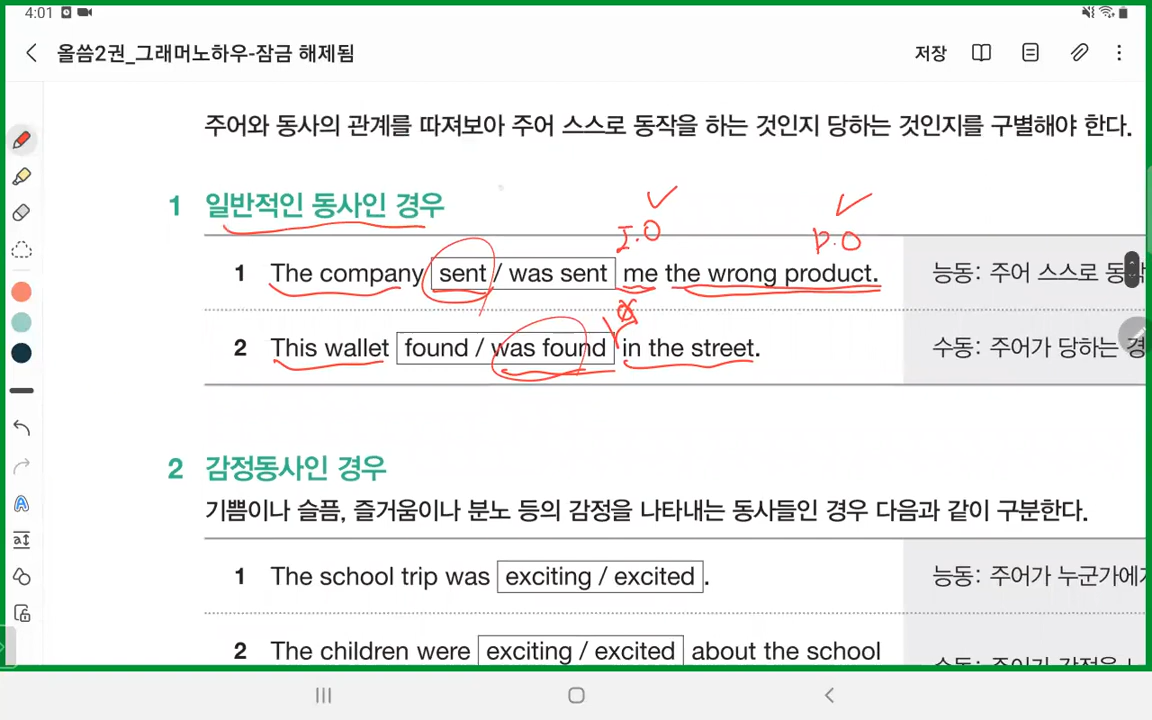 4:01
올씀2권_그래머노하우-잠금 해제됨
저장
주어와 동사의 관계를 따져보아 주어 스스로 동작을 하는 것인지 당하는 것인지를 구별해야 한다.
1 일반적인 동사인 경우
I.O D.O
1 The company sent / was sent me the wrong product. 능동: 주어 스스로 동작
2 This wallet found / was found in the street. 수동: 주어가 당하는 경
2 감정동사인 경우
기쁨이나 슬픔, 즐거움이나 분노 등의 감정을 나타내는 동사들인 경우 다음과 같이 구분한다.
1 The school trip was exciting / excited. 능동: 주어가 누군가에게
2 The children were exciting / excited about the school